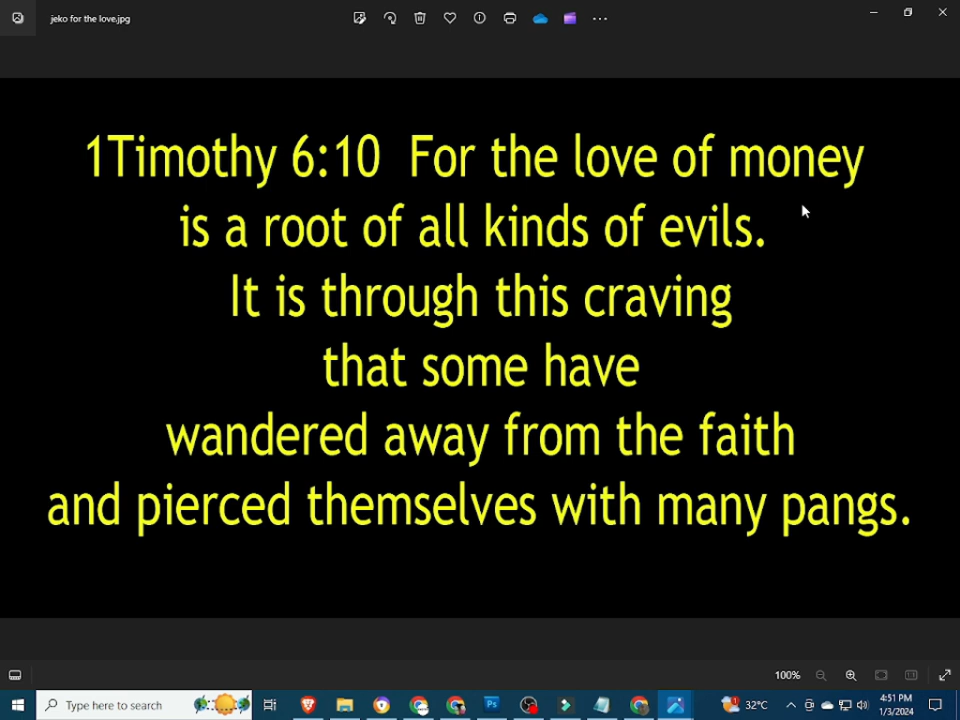 jeko for the love.jpg
1Timothy 6:10 For the love of money
is a root of all kinds of evils.
It is through this craving
that some have
wandered away from the faith
and pierced themselves with many pangs.
100%
Type here to search
Ps
32°C
4:51 PM
1/3/2024